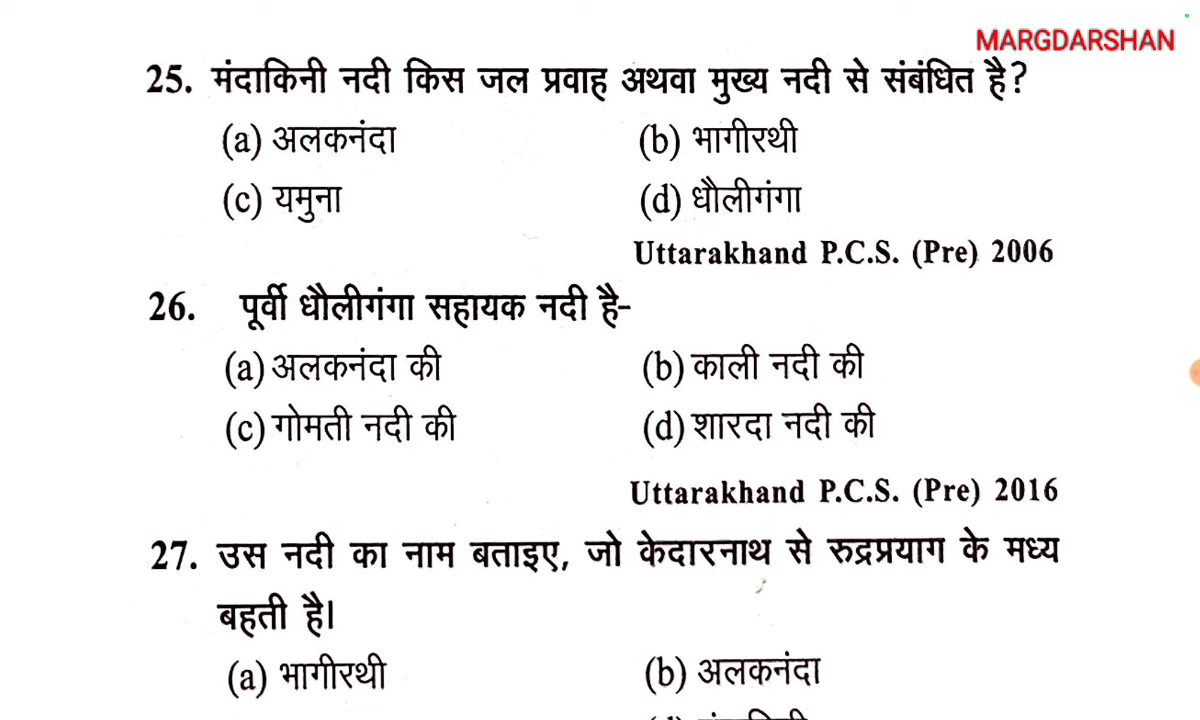 MARGDARSHAN
25. मंदाकिनी नदी किस जल प्रवाह अथवा मुख्य नदी से संबंधित है?
(a) अलकनंदा (b) भागीरथी
(c) यमुना (d) धौलीगंगा
Uttarakhand P.C.S. (Pre) 2006
26. पूर्वी धौलीगंगा सहायक नदी है-
(a) अलकनंदा की (b) काली नदी की
(c) गोमती नदी की (d) शारदा नदी की
Uttarakhand P.C.S. (Pre) 2016
27. उस नदी का नाम बताइए, जो केदारनाथ से रुद्रप्रयाग के मध्य
बहती है।
(a) भागीरथी (b) अलकनंदा